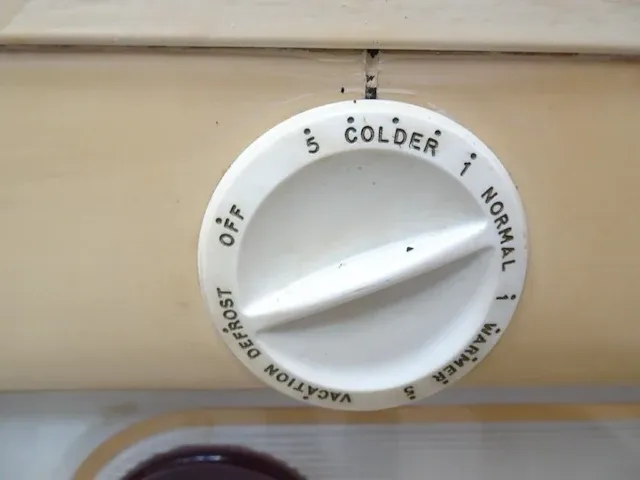 OFF
5
COLDER
1
NORMAL
1
WARMER
5
VACATION DEFROST